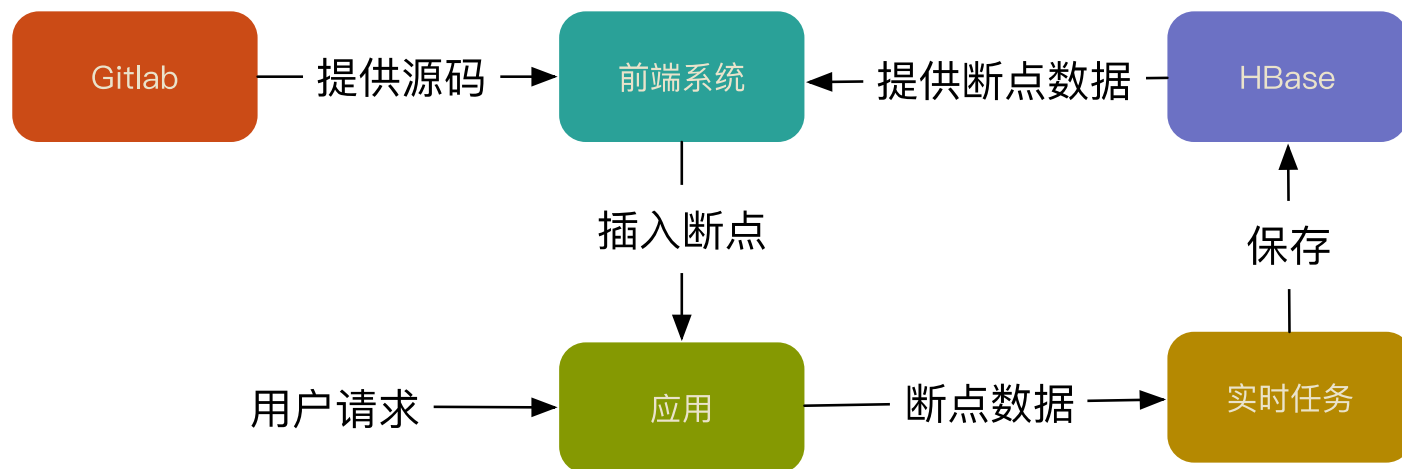 Gitlab
提供源码
前端系统
提供断点数据
HBase
插入断点
保存
用户请求
应用
断点数据
实时任务